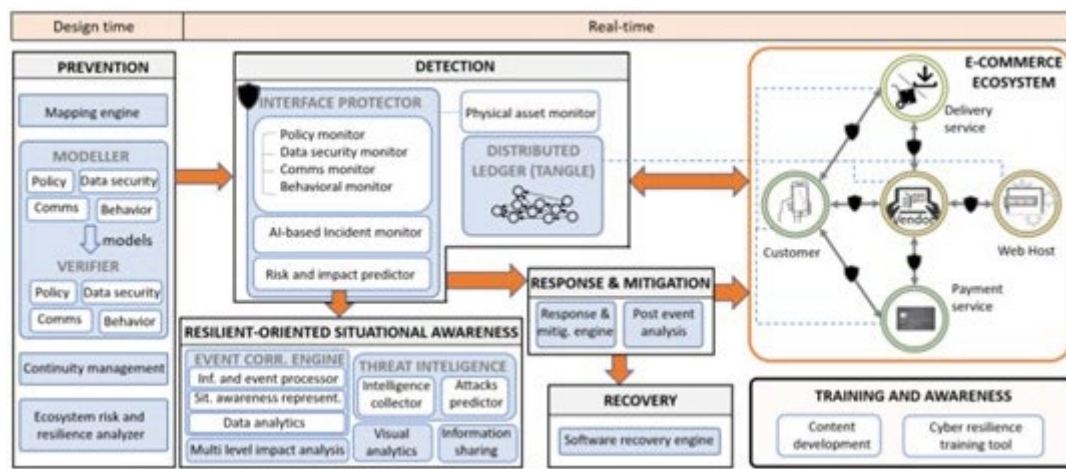 Design time
Real-time
PREVENTION
Mapping engine
MODELLER
Policy
Data security
Comms
Behavior
models
VERIFIER
Policy
Data security
Comms
Behavior
Continuity management
Ecosystem risk and
resilience analyzer
DETECTION
INTERFACE PROTECTOR
Policy monitor
Data security monitor
Comms monitor
Behavioral monitor
AI-based Incident monitor
Risk and impact predictor
Physical asset monitor
DISTRIBUTED
LEDGER (TANGLE)
RESILIENT-ORIENTED SITUATIONAL AWARENESS
EVENT CORR. ENGINE
Inf. and event processor
Sit. awareness represent.
Data analytics
Multi level impact analysis
THREAT INTELIGENCE
Intelligence
collector
Attacks
predictor
Visual
analytics
Information
sharing
RESPONSE & MITIGATION
Response &
mitig. engine
Post event
analysis
RECOVERY
Software recovery engine
E-COMMERCE
ECOSYSTEM
Delivery
service
Customer
Vendor
Web Host
Payment
service
TRAINING AND AWARENESS
Content
development
Cyber resilience
training tool